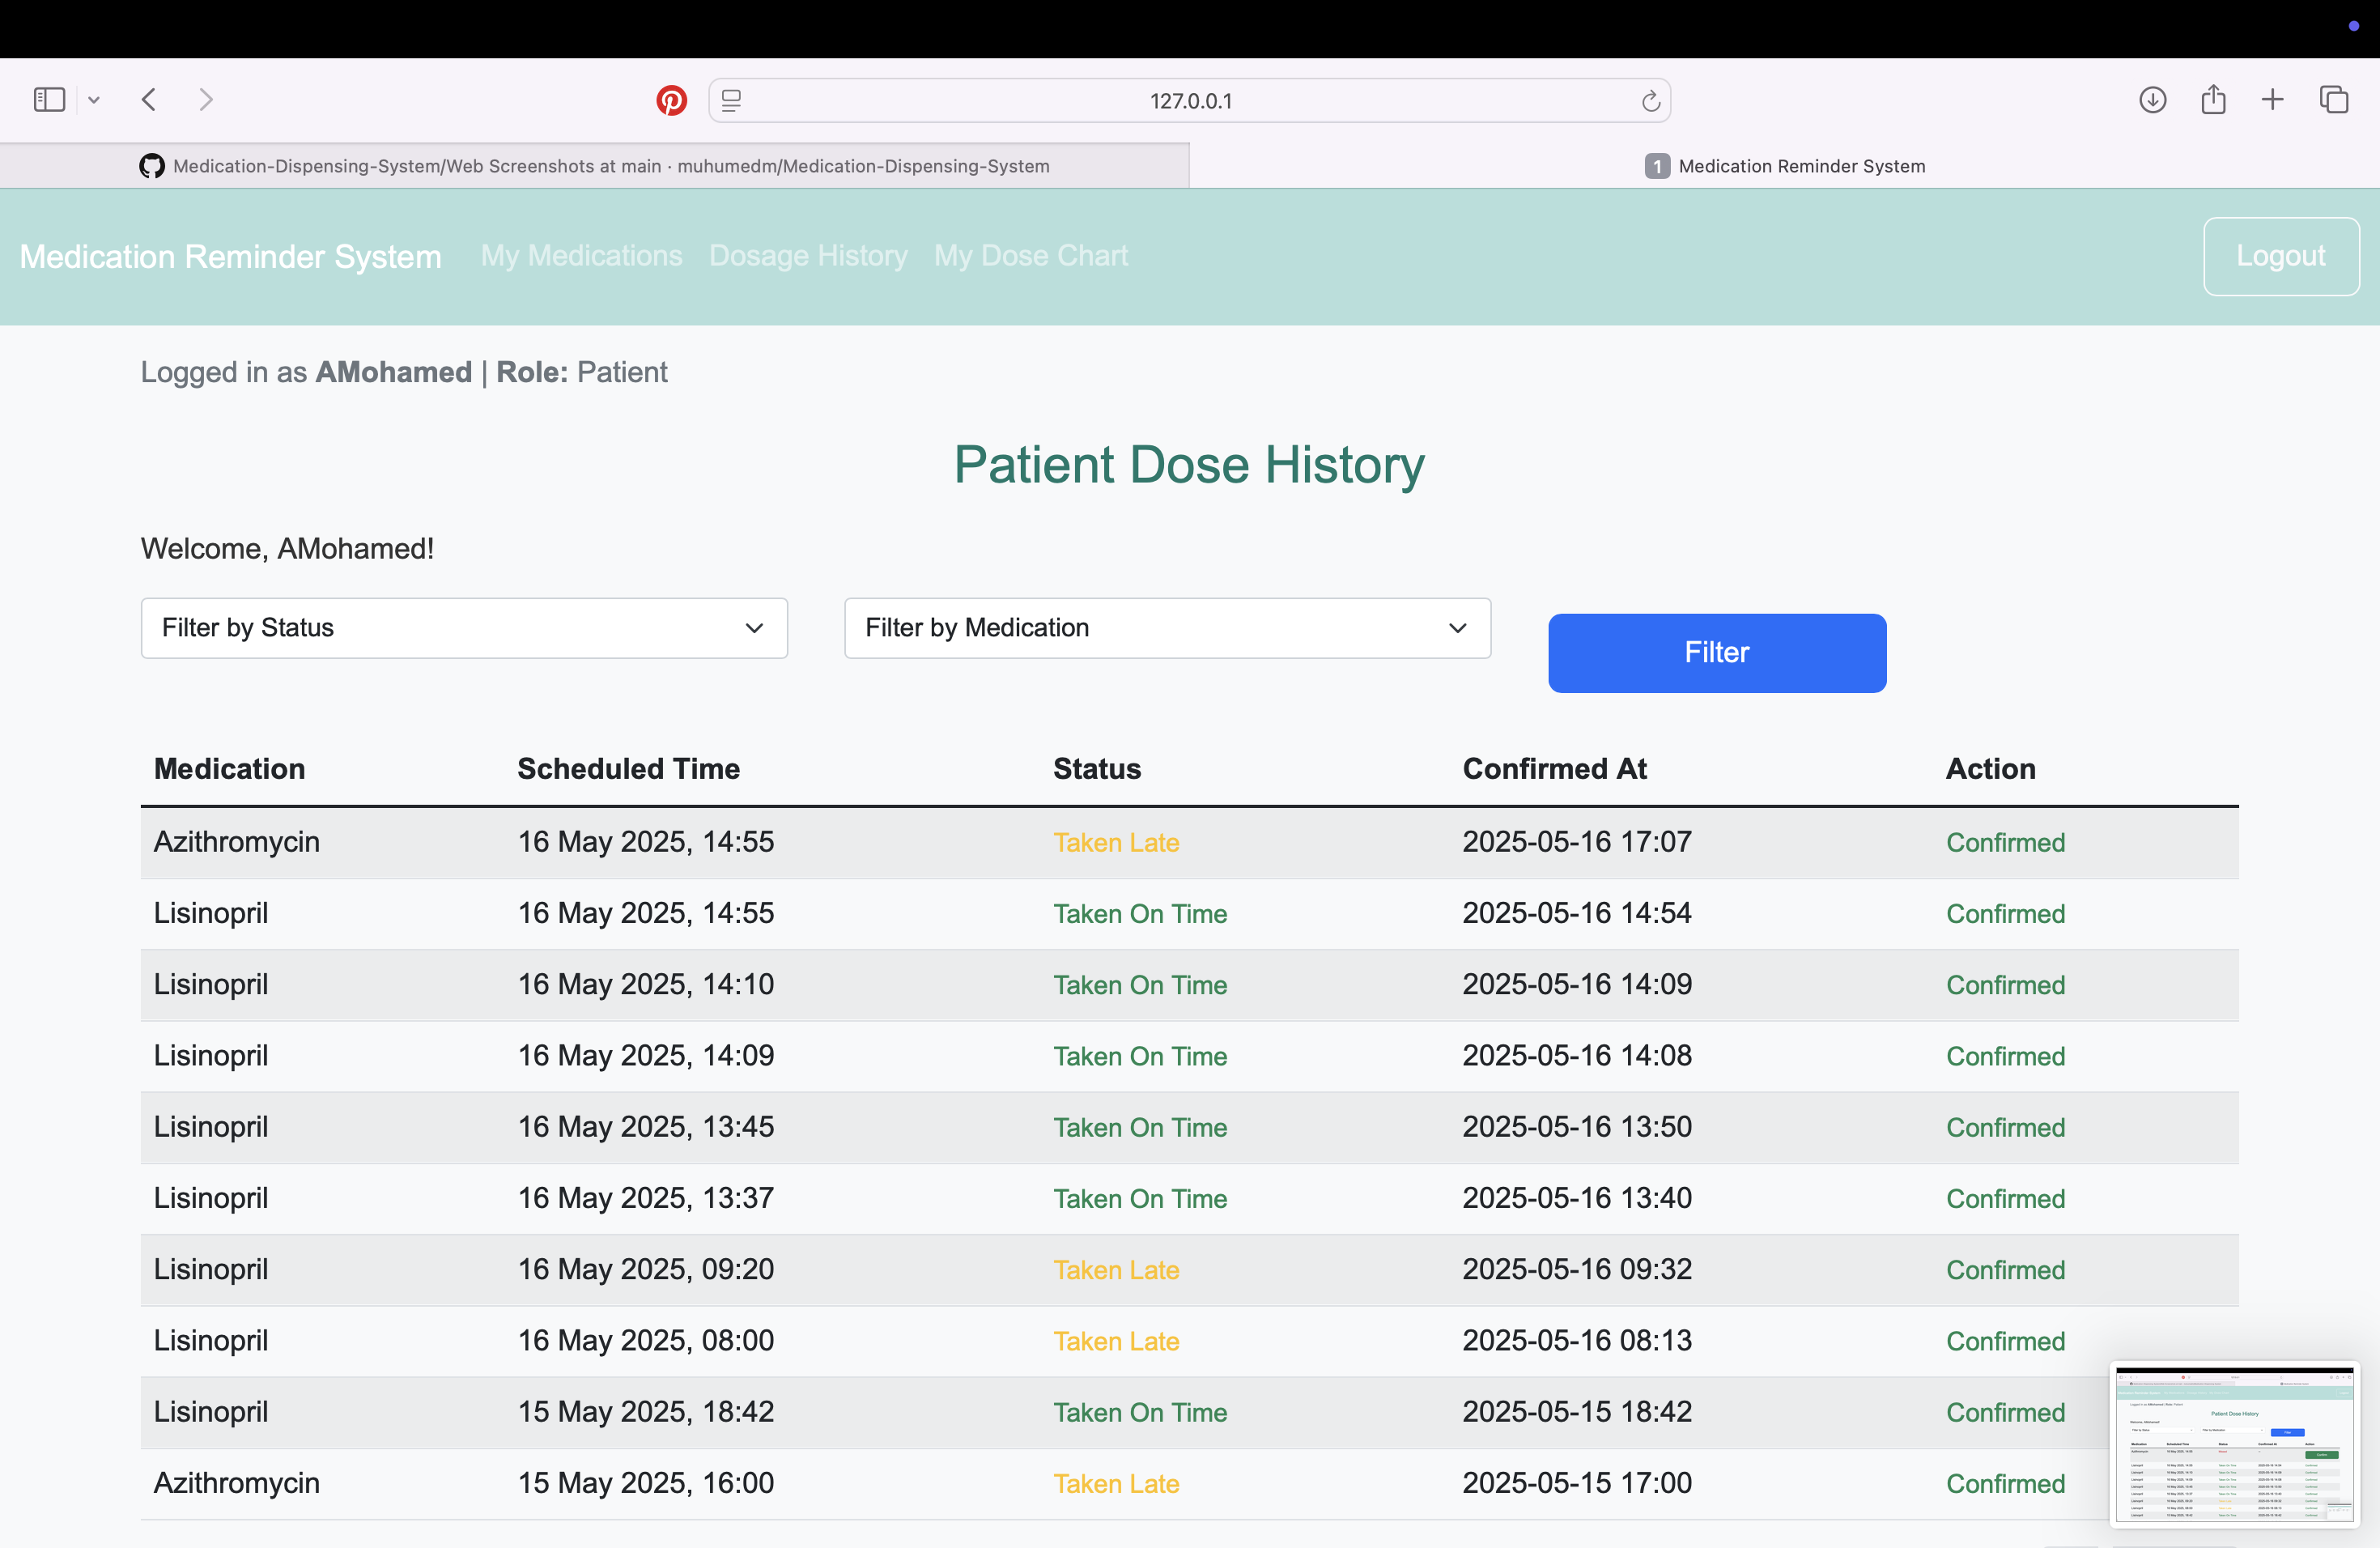 127.0.0.1
Medication-Dispensing-System/Web Screenshots at main · muhumedm/Medication-Dispensing-System
1 Medication Reminder System
Medication Reminder System My Medications Dosage History My Dose Chart Logout
Logged in as AMohamed | Role: Patient
Patient Dose History
Welcome, AMohamed!
Filter by Status Filter by Medication Filter
Medication Scheduled Time Status Confirmed At Action
Azithromycin 16 May 2025, 14:55 Taken Late 2025-05-16 17:07 Confirmed
Lisinopril 16 May 2025, 14:55 Taken On Time 2025-05-16 14:54 Confirmed
Lisinopril 16 May 2025, 14:10 Taken On Time 2025-05-16 14:09 Confirmed
Lisinopril 16 May 2025, 14:09 Taken On Time 2025-05-16 14:08 Confirmed
Lisinopril 16 May 2025, 13:45 Taken On Time 2025-05-16 13:50 Confirmed
Lisinopril 16 May 2025, 13:37 Taken On Time 2025-05-16 13:40 Confirmed
Lisinopril 16 May 2025, 09:20 Taken Late 2025-05-16 09:32 Confirmed
Lisinopril 16 May 2025, 08:00 Taken Late 2025-05-16 08:13 Confirmed
Lisinopril 15 May 2025, 18:42 Taken On Time 2025-05-15 18:42 Confirmed
Azithromycin 15 May 2025, 16:00 Taken Late 2025-05-15 17:00 Confirmed
Patient Dose History